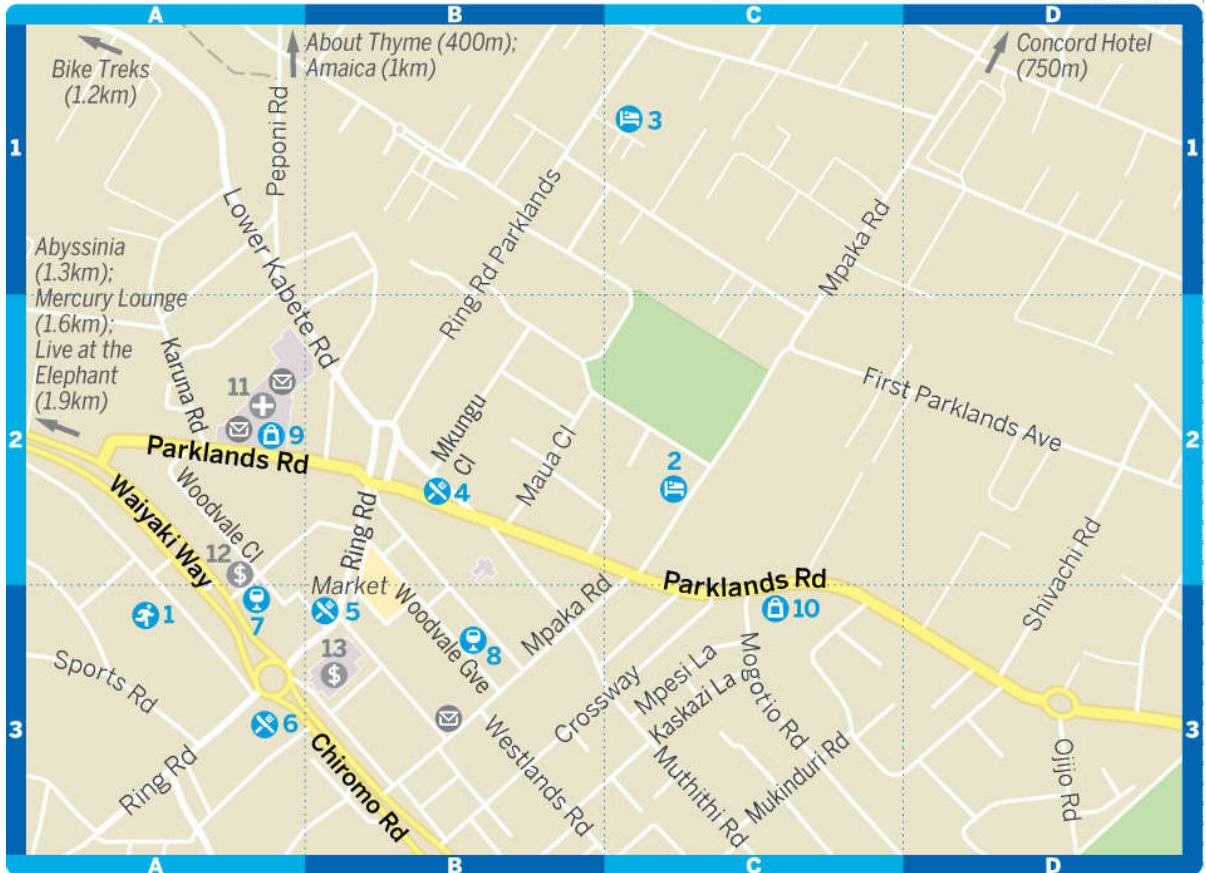 A
B
C
D
About Thyme (400m);
Amaica (1km)
Concord Hotel
(750m)
Bike Treks
(1.2km)
Peponi Rd
3
1
1
Lower Kabete Rd
Ring Rd Parklands
Mpaka Rd
Abyssinia
(1.3km);
Mercury Lounge
(1.6km);
Live at the
Elephant
(1.9km)
Karuna Rd
11
First Parklands Ave
Mkungu
Cl
2
9
2
Parklands Rd
Maua Cl
2
4
Waiyaki Way
Woodvale Cl
Ring Rd
Shivachi Rd
12
$
Market
Parklands Rd
1
7
5
Woodvale Gve
8
Mpaka Rd
10
13
$
Sports Rd
Crossway
Mpesi La
Kaskazi La
Mogotio Rd
3
6
3
Ring Rd
Chiromo Rd
Westlands Rd
Muthithi Rd
Mukinduri Rd
Ojijo Rd
A
B
C
D